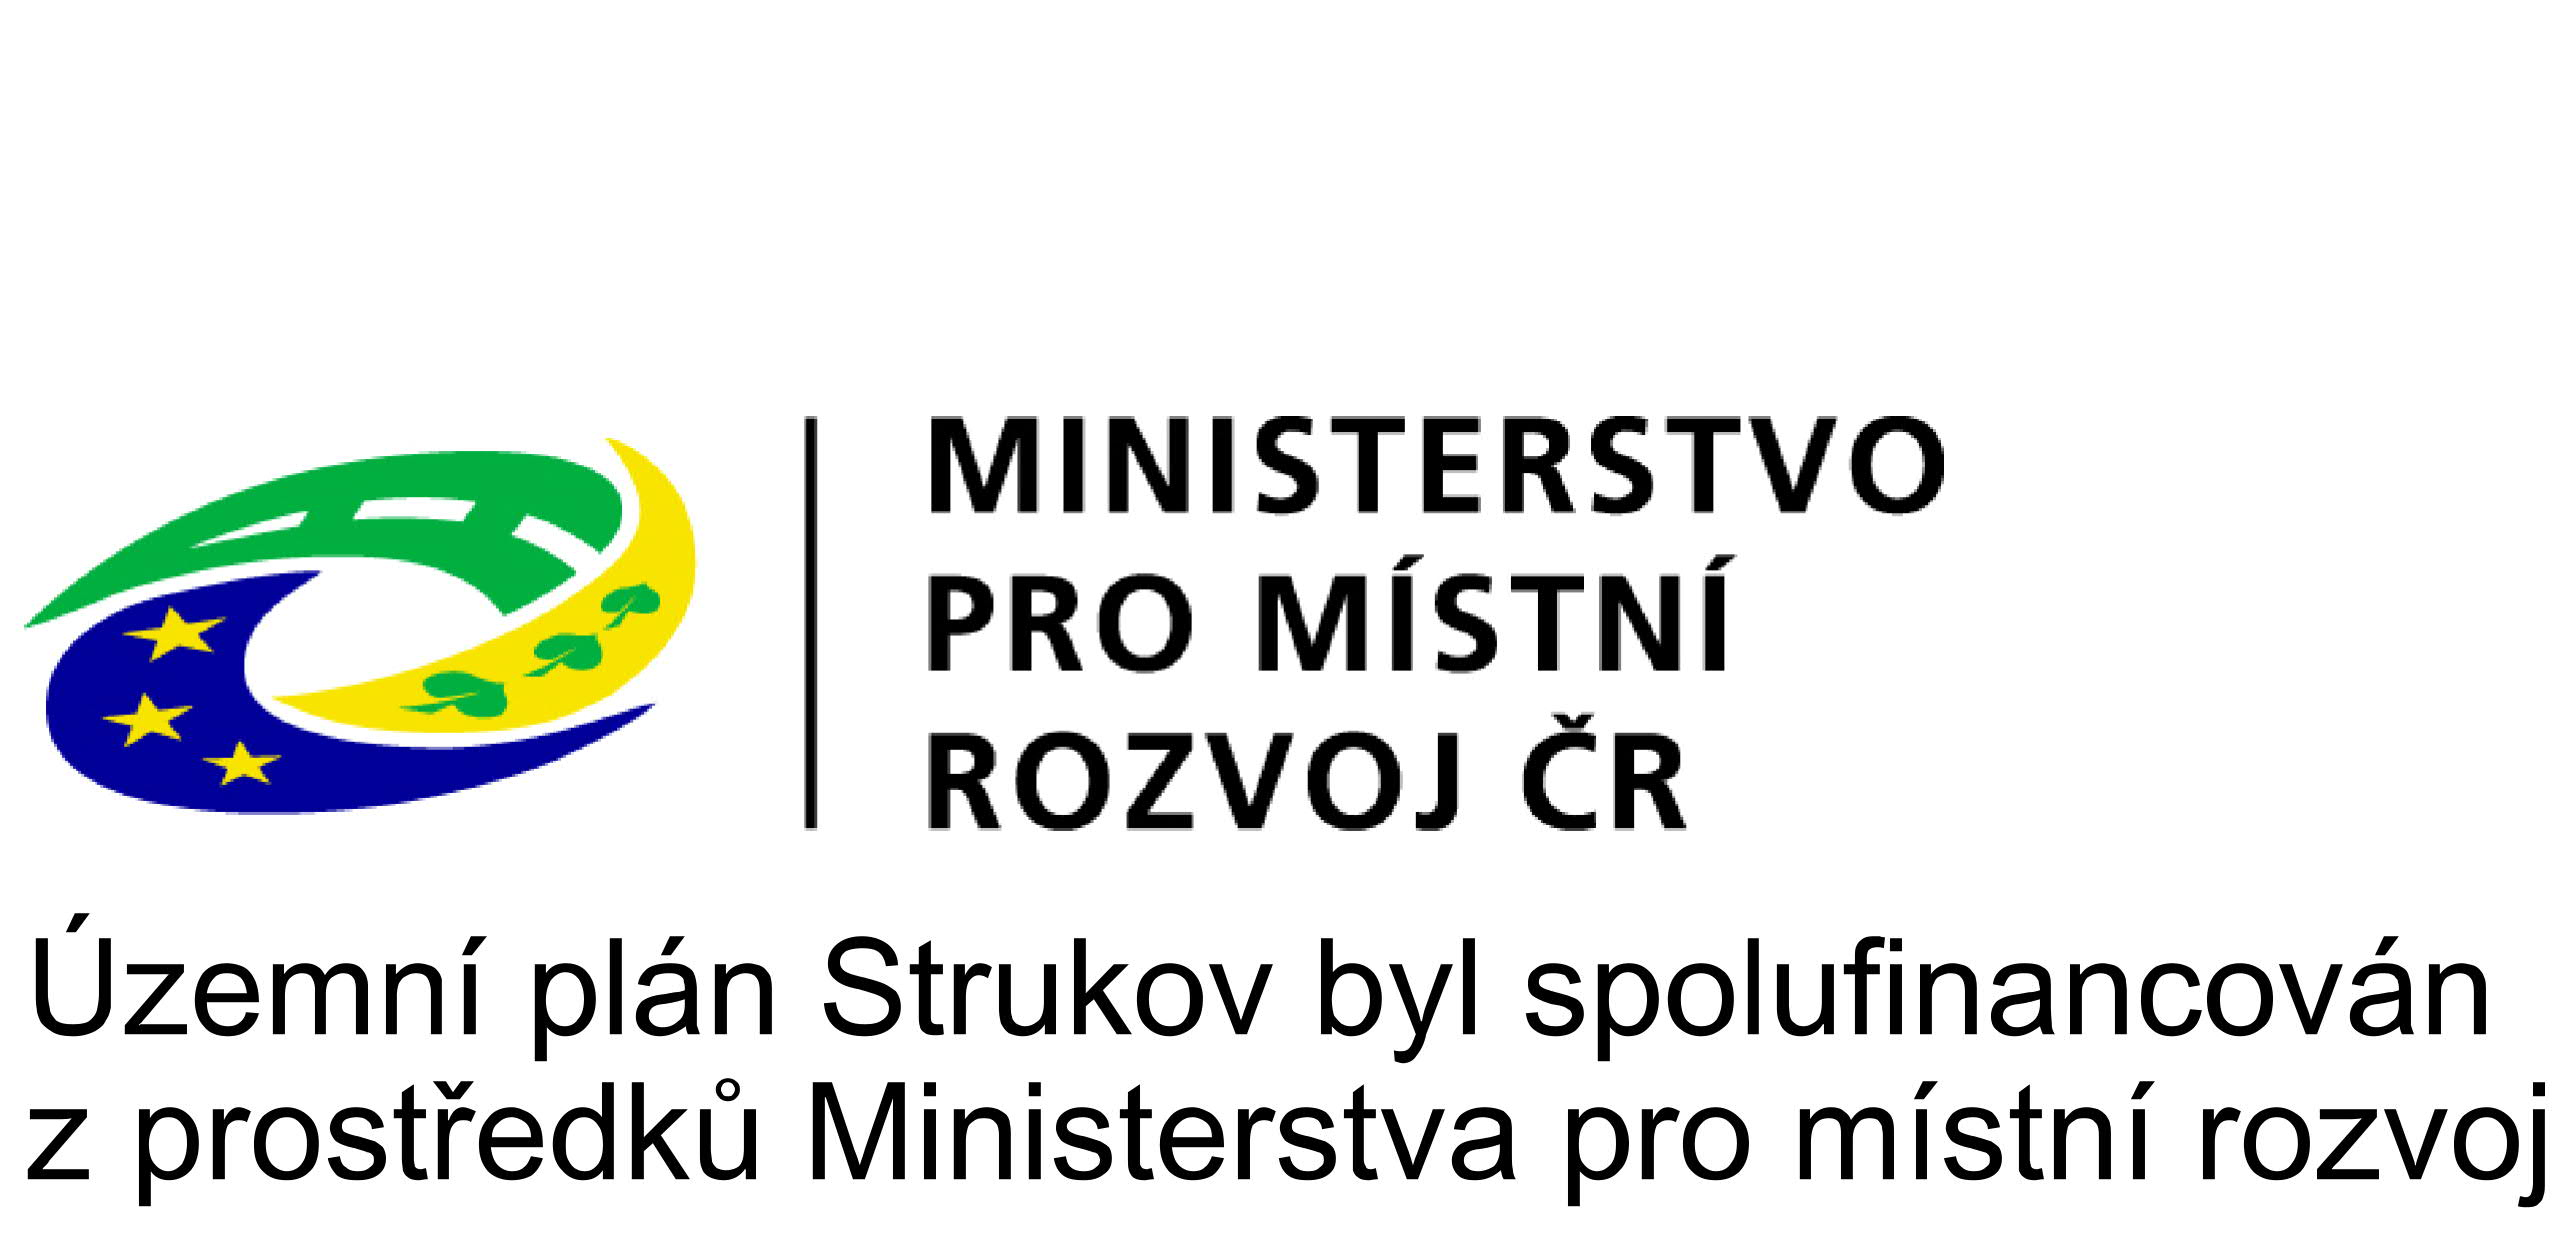 MINISTERSTVO
PRO MÍSTNÍ
ROZVOJ ČR
Územní plán Strukov byl spolufinancován
z prostředků Ministerstva pro místní rozvoj